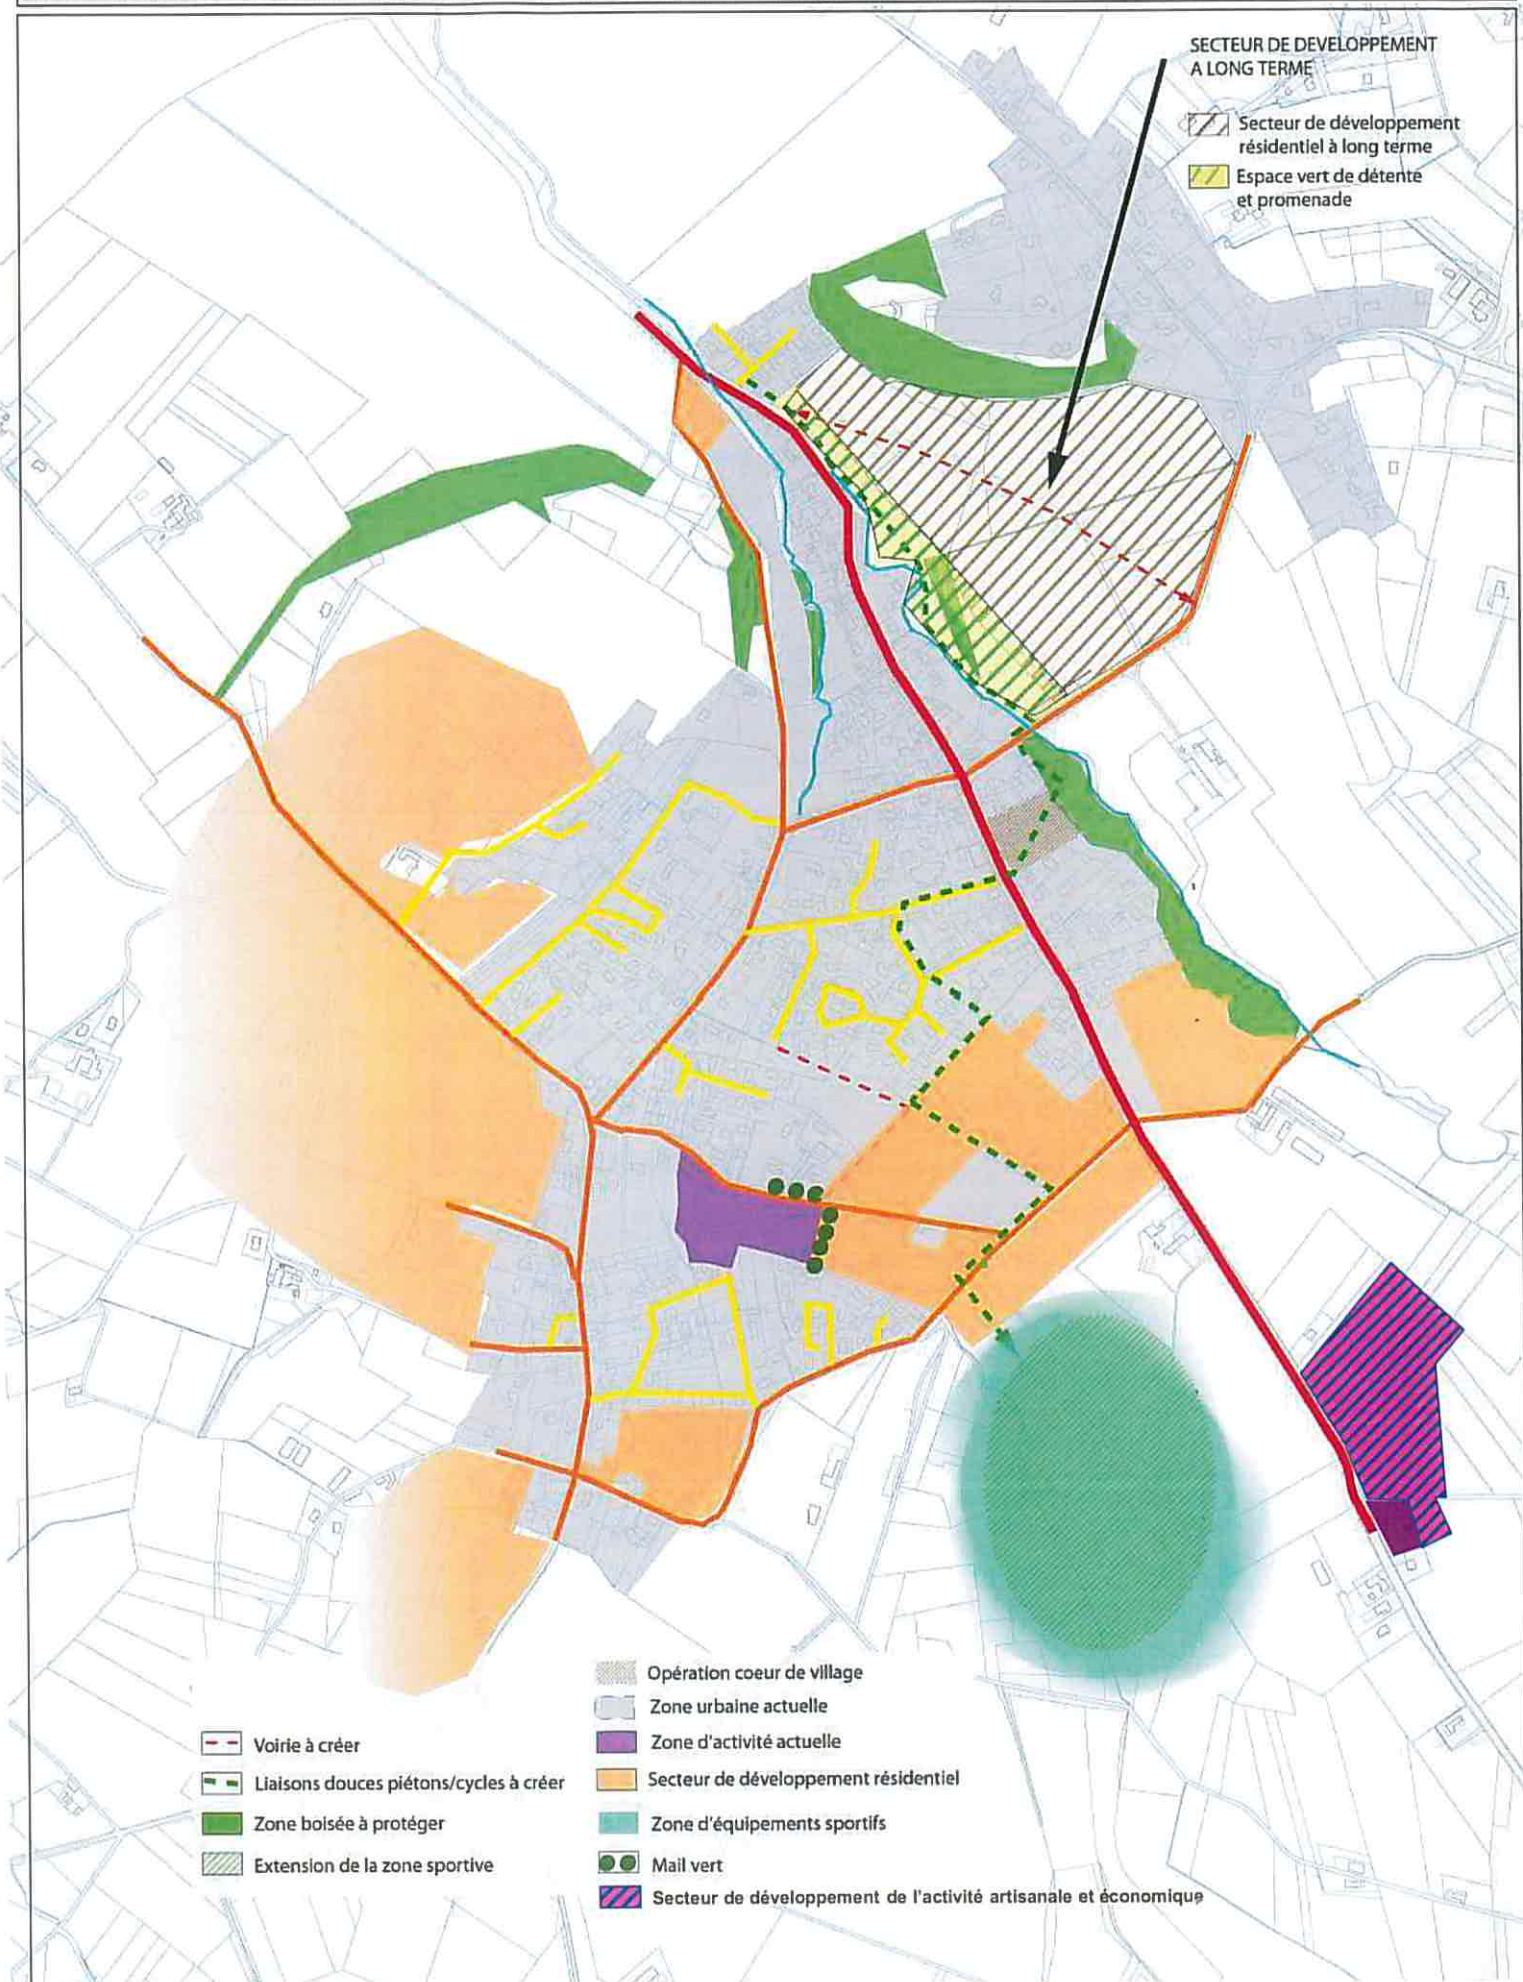 SECTEUR DE DEVELOPPEMENT
A LONG TERME
Secteur de développement
résidentiel à long terme
Espace vert de détente
et promenade
Opération coeur de village
Zone urbaine actuelle
Voirie à créer
Zone d'activité actuelle
Liaisons douces piétons/cycles à créer
Secteur de développement résidentiel
Zone boisée à protéger
Zone d'équipements sportifs
Extension de la zone sportive
Mail vert
Secteur de développement de l'activité artisanale et économique